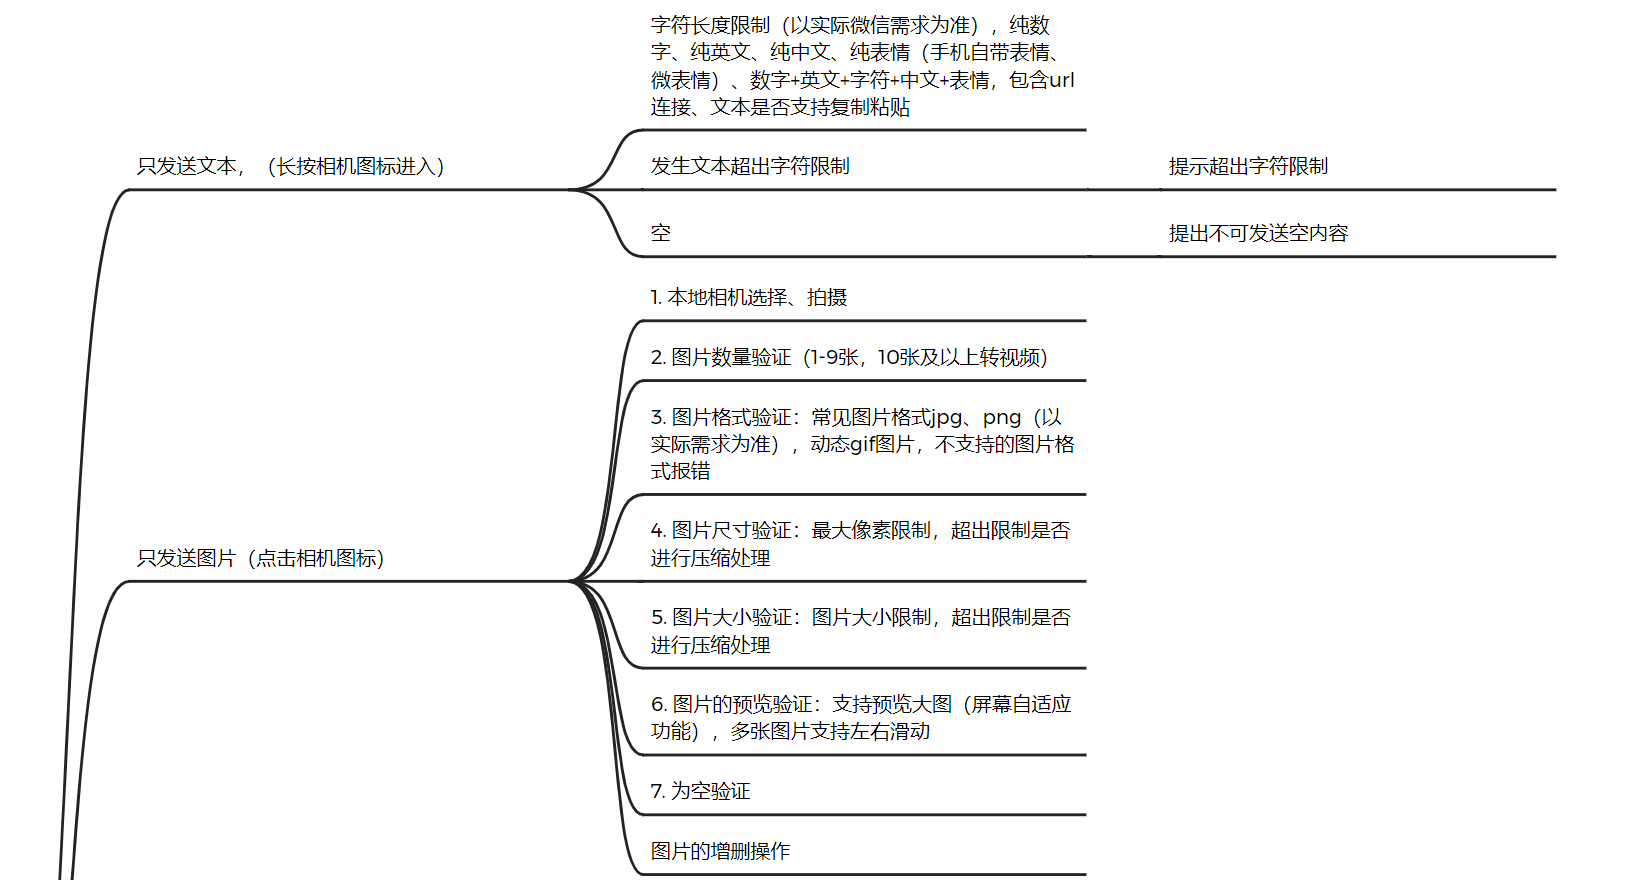 字符长度限制（以实际微信需求为准），纯数
字、纯英文、纯中文、纯表情（手机自带表情、
微表情）、数字+英文+字符+中文+表情，包含url
连接、文本是否支持复制粘贴
只发送文本，（长按相机图标进入）
发生文本超出字符限制
提示超出字符限制
空
提出不可发送空内容
1. 本地相机选择、拍摄
2. 图片数量验证（1-9张，10张及以上转视频）
3. 图片格式验证：常见图片格式jpg、png（以
实际需求为准），动态gif图片，不支持的图片格
式报错
4. 图片尺寸验证：最大像素限制，超出限制是否
进行压缩处理
只发送图片（点击相机图标）
5. 图片大小验证：图片大小限制，超出限制是否
进行压缩处理
6. 图片的预览验证：支持预览大图（屏幕自适应
功能），多张图片支持左右滑动
7. 为空验证
图片的增删操作